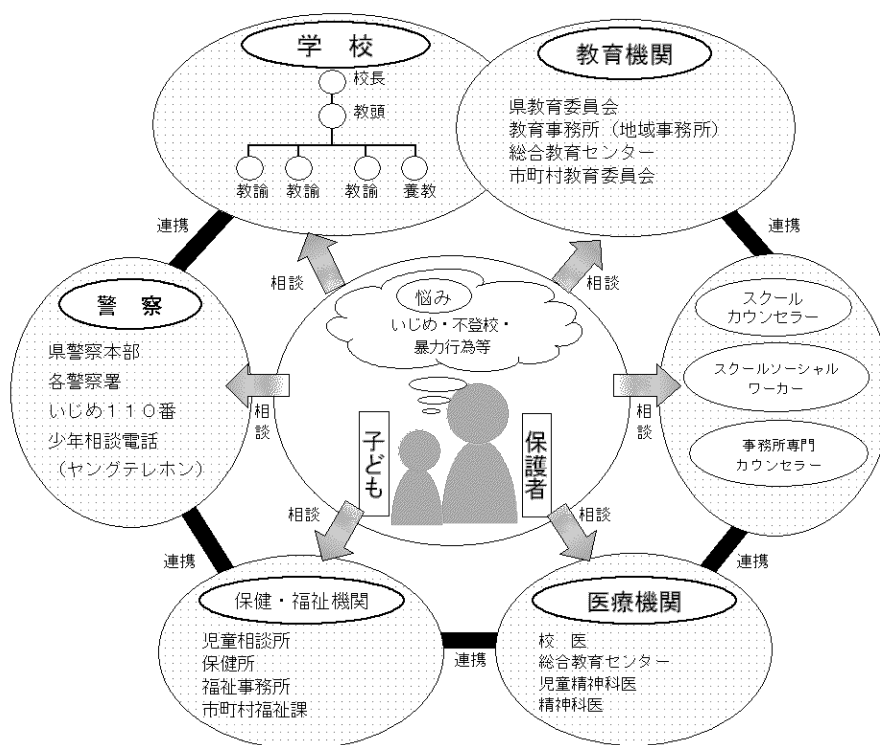 学　校
校長
教頭
教諭
教諭
教諭
養教
教育機関
県教育委員会
教育事務所（地域事務所）
総合教育センター
市町村教育委員会
連携
連携
相談
相談
警　察
県警察本部
各警察署
いじめ１１０番
少年相談電話
（ヤングテレホン）
悩み
いじめ・不登校・
暴力行為等
スクール
カウンセラー
スクールソーシャル
ワーカー
事務所専門
カウンセラー
相談
相談
子ども
保護者
相談
相談
連携
連携
保健・福祉機関
児童相談所
保健所
福祉事務所
市町村福祉課
連携
医療機関
校　医
総合教育センター
児童精神科医
精神科医